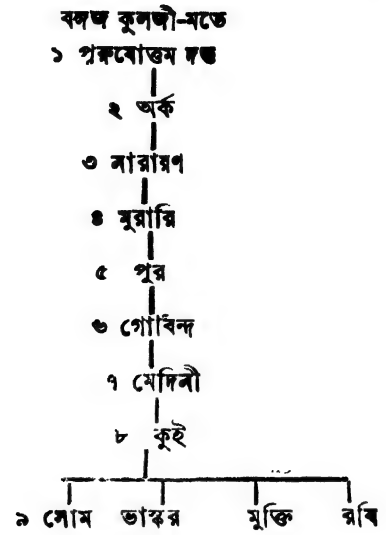 বঙ্গজ কুলজী-মতে
১ পুরুষোত্তম দত্ত
২ অর্ক
৩ নারায়ণ
৪ মুরারি
৫ পুর
৬ গোবিন্দ
৭ মেদিনী
৮ কুই
৯ সোম ভাস্কর মুক্তি রবি